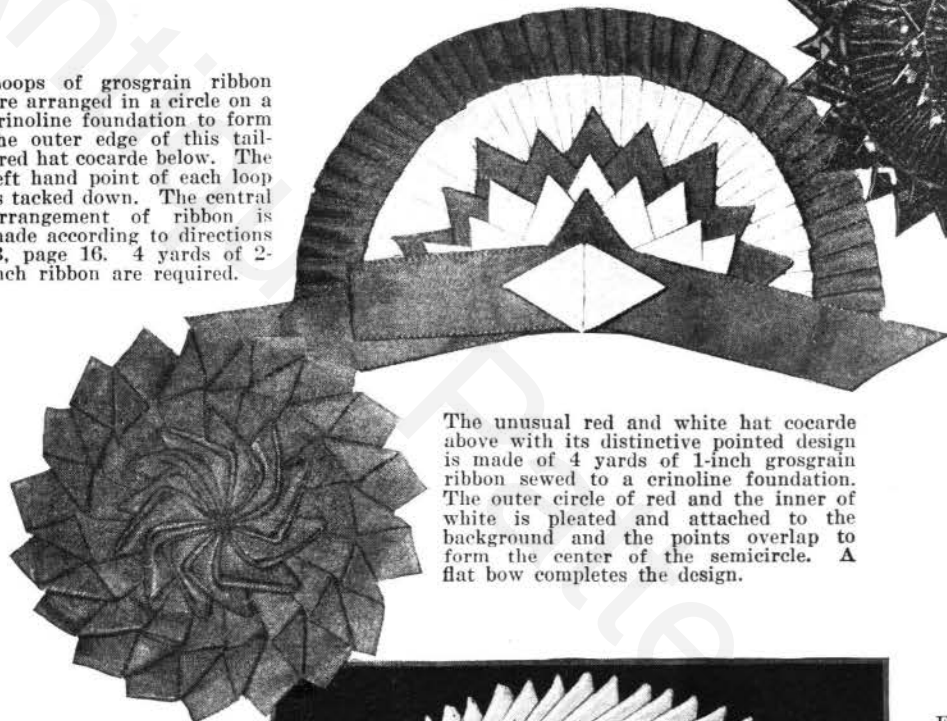 oops of grosgrain ribbon
re arranged in a circle on a
rinoline foundation to form
he outer edge of this tail-
red hat cocarde below. The
eft hand point of each loop
s tacked down. The central
rrangement of ribbon is
ade according to directions
page 16. 4 yards of 2-
nch ribbon are required.
The unusual red and white hat cocarde
above with its distinctive pointed design
is made of 4 yards of 1-inch grosgrain
ribbon sewed to a crinoline foundation.
The outer circle of red and the inner of
white is pleated and attached to the
background and the points overlap to
form the center of the semicircle. A
flat bow completes the design.